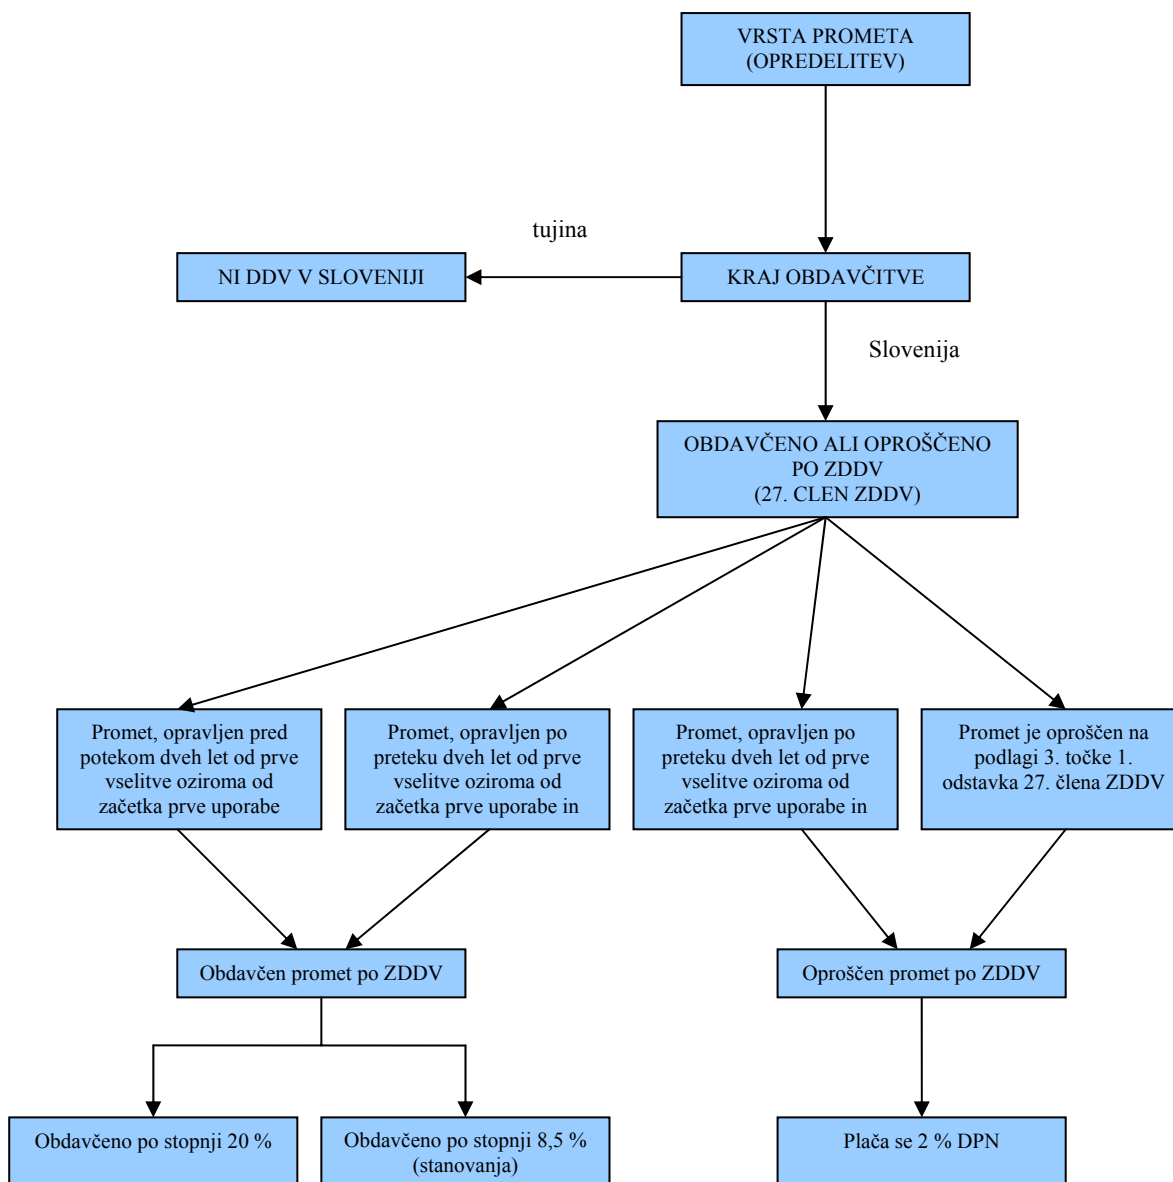 VRSTA PROMETA
(OPREDELITEV)
tujina
NI DDV V SLOVENIJI
KRAJ OBDAVČITVE
Slovenija
OBDAVČENO ALI OPROŠČENO
PO ZDDV
(27. CLEN ZDDV)
Promet, opravljen pred
potekom dveh let od prve
vselitve oziroma od
začetka prve uporabe
Promet, opravljen po
preteku dveh let od prve
vselitve oziroma od
začetka prve uporabe in
Promet, opravljen po
preteku dveh let od prve
vselitve oziroma od
začetka prve uporabe in
Promet je oproščen na
podlagi 3. točke 1.
odstavka 27. člena ZDDV
Obdavčen promet po ZDDV
Oproščen promet po ZDDV
Obdavčeno po stopnji 20 %
Obdavčeno po stopnji 8,5 %
(stanovanja)
Plača se 2 % DPN